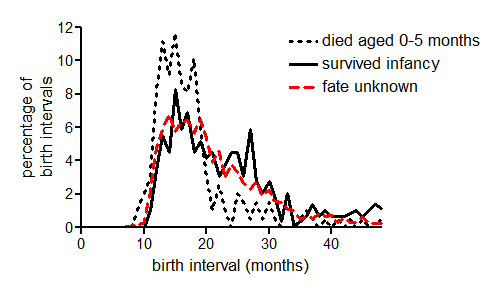 12
10
8
6
4
2
0
percentage of
birth intervals
died aged 0-5 months
survived infancy
fate unknown
0 10 20 30 40
birth interval (months)